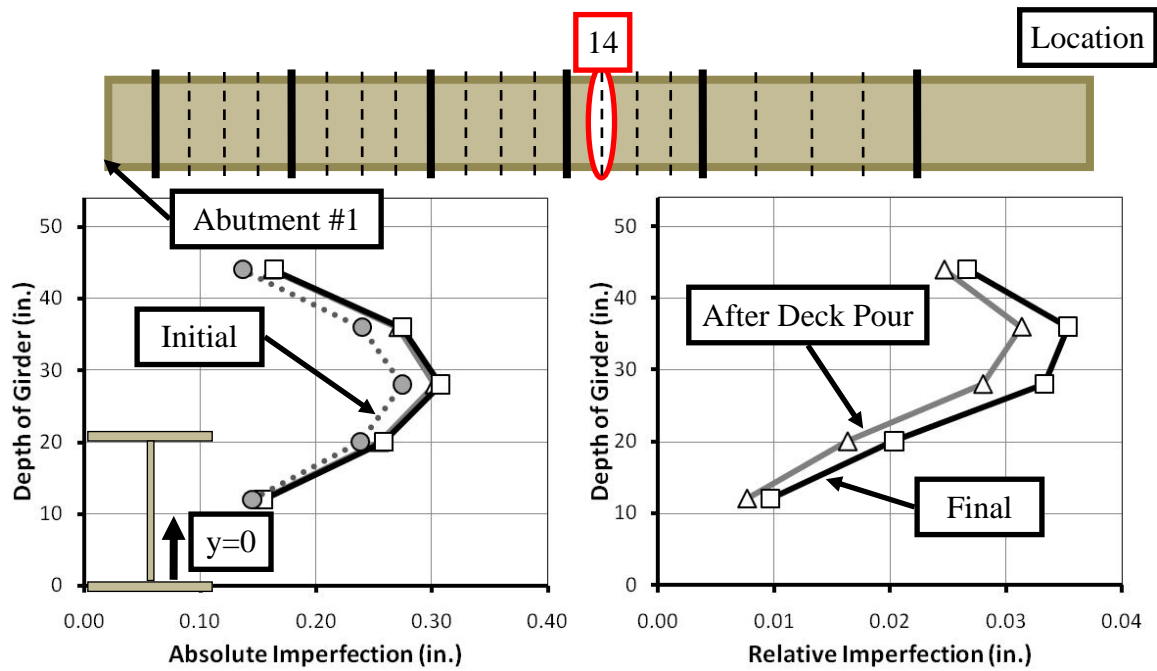 14
Location
Abutment #1
50
40
30
20
10
0
Depth of Girder (in.)
Initial
y=0
0.00 0.10 0.20 0.30 0.40
Absolute Imperfection (in.)
50
40
30
20
10
0
Depth of Girder (in.)
After Deck Pour
Final
0.00 0.01 0.02 0.03 0.04
Relative Imperfection (in.)